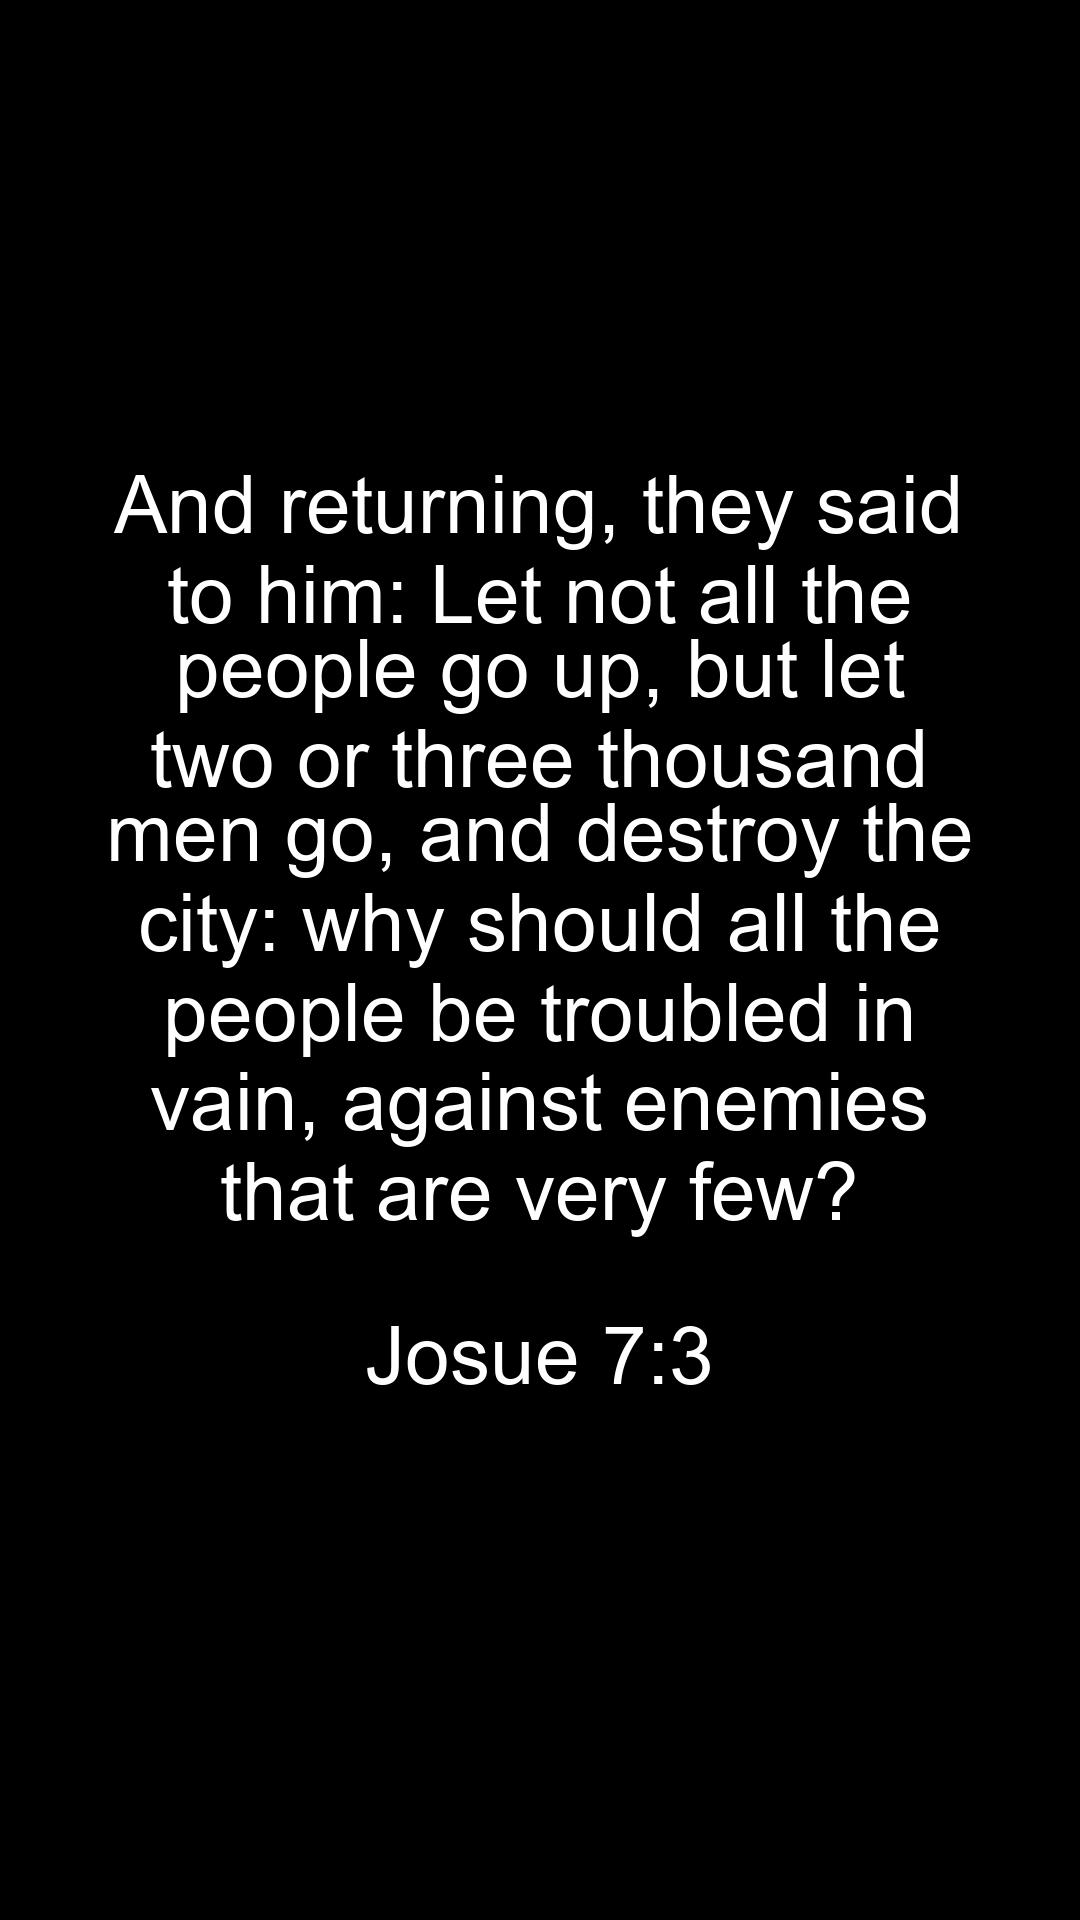 And returning, they said
to him: Let not all the
people go up, but let
two or three thousand
men go, and destroy the
city: why should all the
people be troubled in
vain, against enemies
that are very few?
Josue 7:3